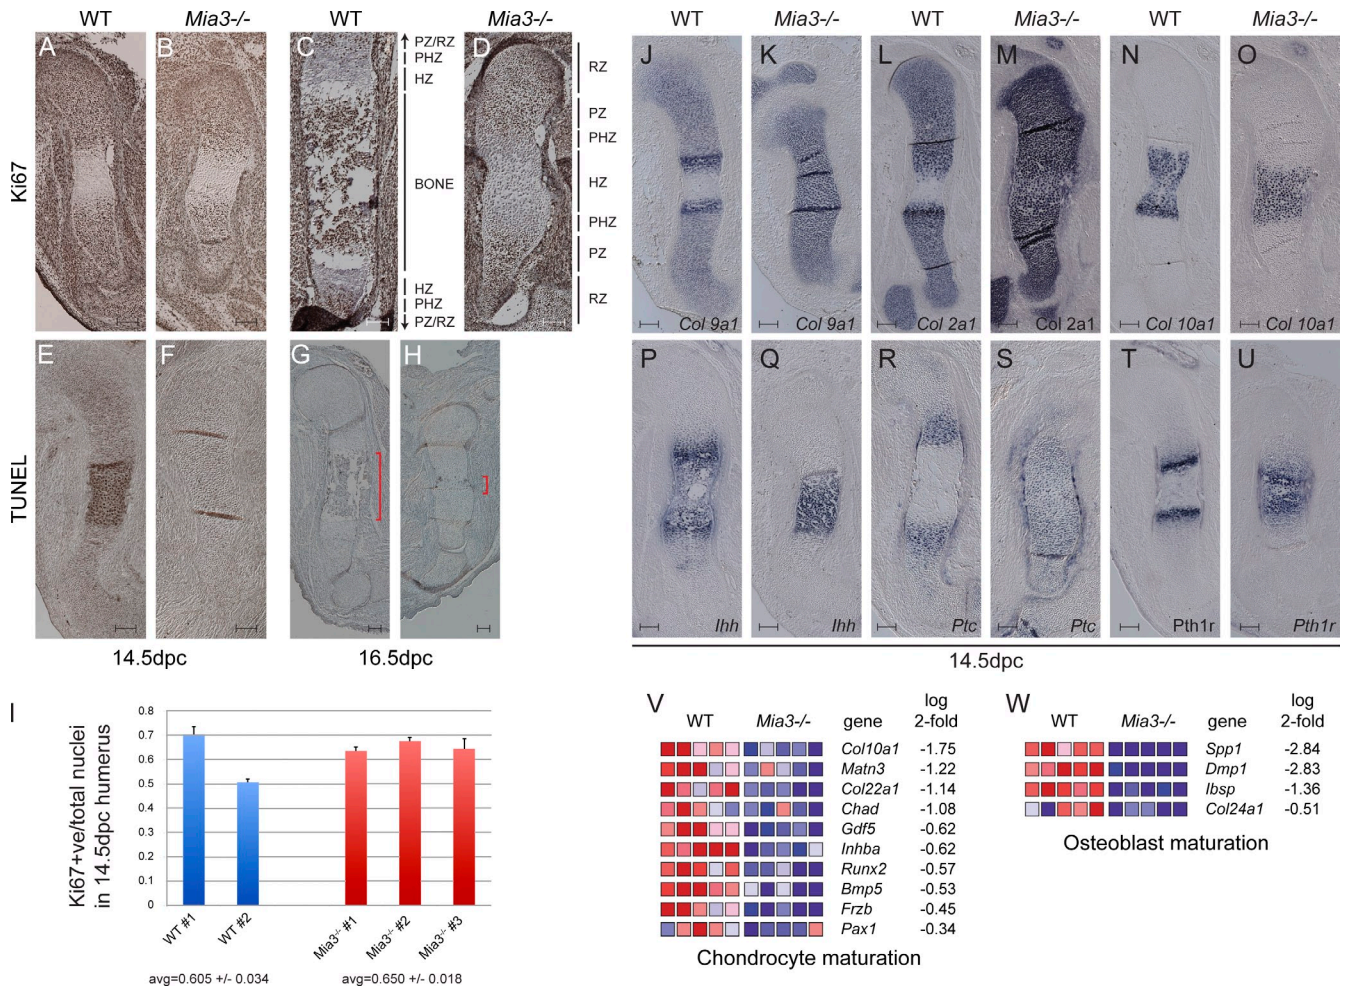 WT
Mia3-/-
WT
Mia3-/-
WT
Mia3-/-
WT
Mia3-/-
WT
Mia3-/-
Ki67
A
B
C
D
PZ/RZ
PHZ
HZ
BONE
HZ
PHZ
PZ/RZ
RZ
PZ
PHZ
HZ
PHZ
PZ
RZ
J
K
L
M
N
O
Col 9a1
Col 9a1
Col 2a1
Col 2a1
Col 10a1
Col 10a1
TUNEL
E
F
G
H
P
Q
R
S
T
U
Ihh
Ihh
Ptc
Ptc
Pth1r
Pth1r
14.5dpc
16.5dpc
14.5dpc
I
Ki67+ve/total nuclei
in 14.5dpc humerus
0.8
0.7
0.6
0.5
0.4
0.3
0.2
0.1
0
WT #1
WT #2
Mia3-/- #1
Mia3-/- #2
Mia3-/- #3
avg=0.605 +/- 0.034
avg=0.650 +/- 0.018
V
WT
Mia3-/-
gene
log
2-fold
Col10a1 -1.75
Matn3 -1.22
Col22a1 -1.14
Chad -1.08
Gdf5 -0.62
Inhba -0.62
Runx2 -0.57
Bmp5 -0.53
Frzb -0.45
Pax1 -0.34
Chondrocyte maturation
W
WT
Mia3-/-
gene
log
2-fold
Spp1 -2.84
Dmp1 -2.83
Ibsp -1.36
Col24a1 -0.51
Osteoblast maturation